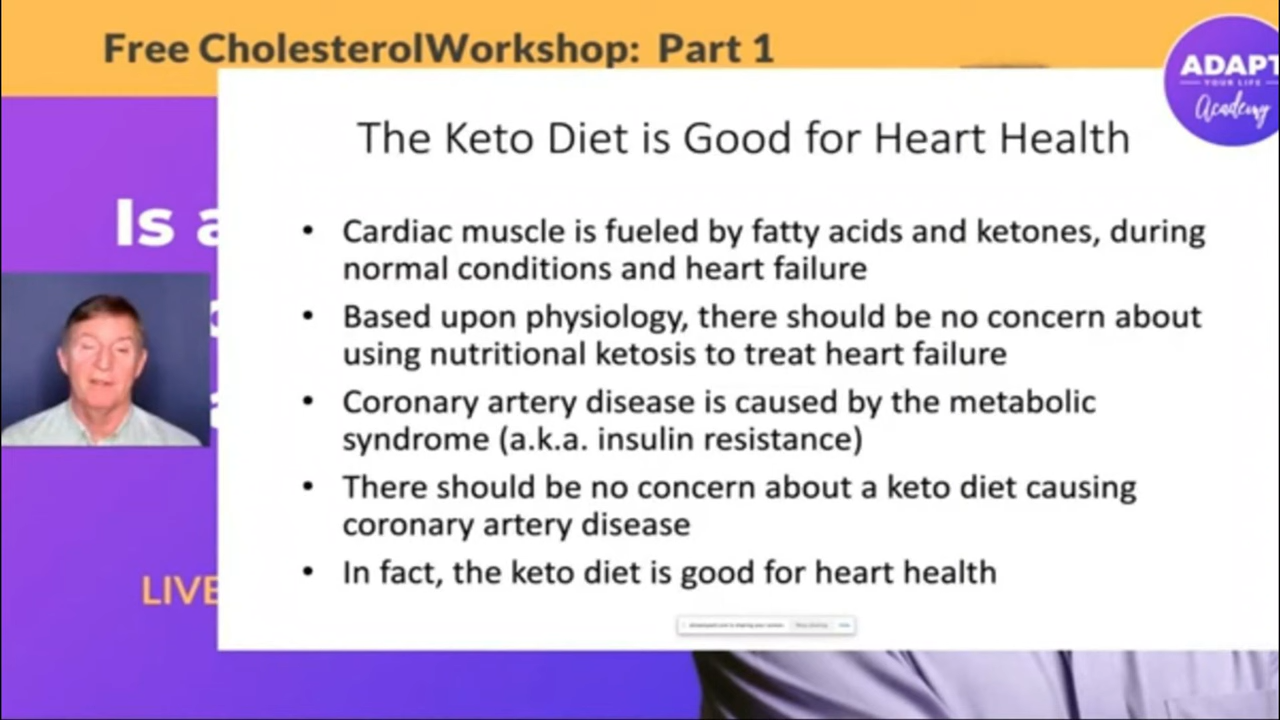 Free CholesterolWorkshop: Part 1
ADAPT
YOUR LIFE
Academy
The Keto Diet is Good for Heart Health
Is a
• Cardiac muscle is fueled by fatty acids and ketones, during
normal conditions and heart failure
• Based upon physiology, there should be no concern about
using nutritional ketosis to treat heart failure
• Coronary artery disease is caused by the metabolic
syndrome (a.k.a. insulin resistance)
• There should be no concern about a keto diet causing
coronary artery disease
• In fact, the keto diet is good for heart health
LIVE